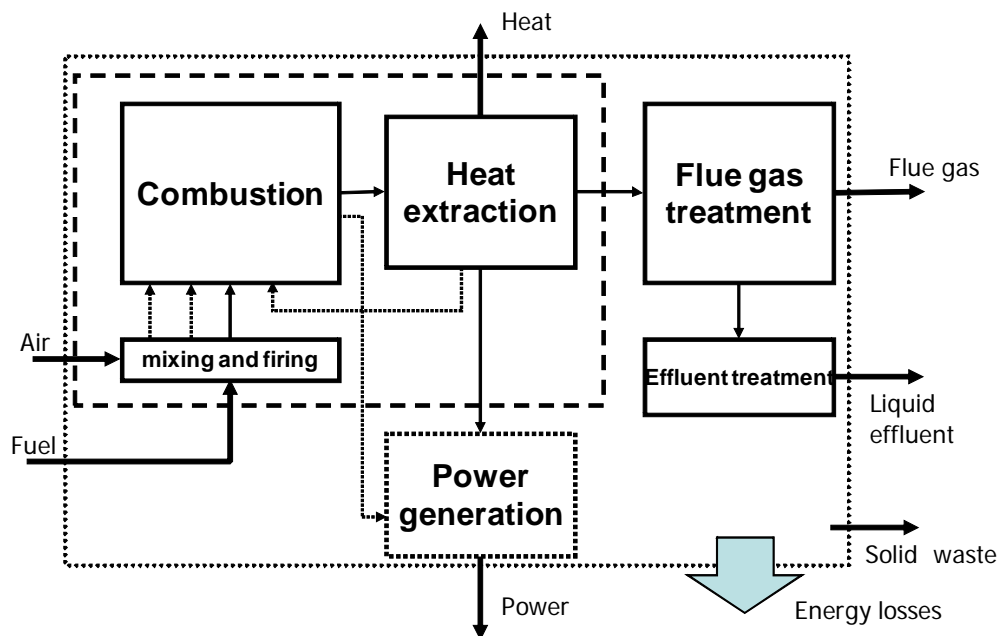 Heat
Combustion
Heat
extraction
Flue gas
treatment
Flue gas
Air
mixing and firing
Effluent treatment
Liquid
effluent
Fuel
Power
generation
Solid waste
Power
Energy losses